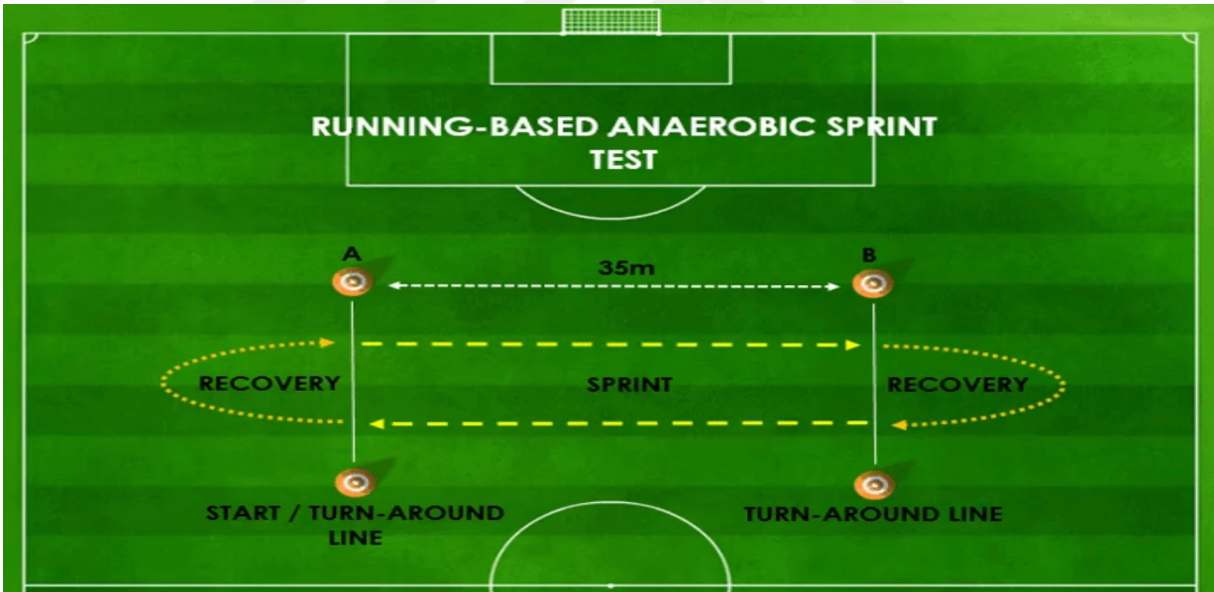 RUNNING-BASED ANAEROBIC SPRINT
TEST
A
B
35m
RECOVERY
SPRINT
RECOVERY
START / TURN-AROUND
LINE
TURN-AROUND LINE